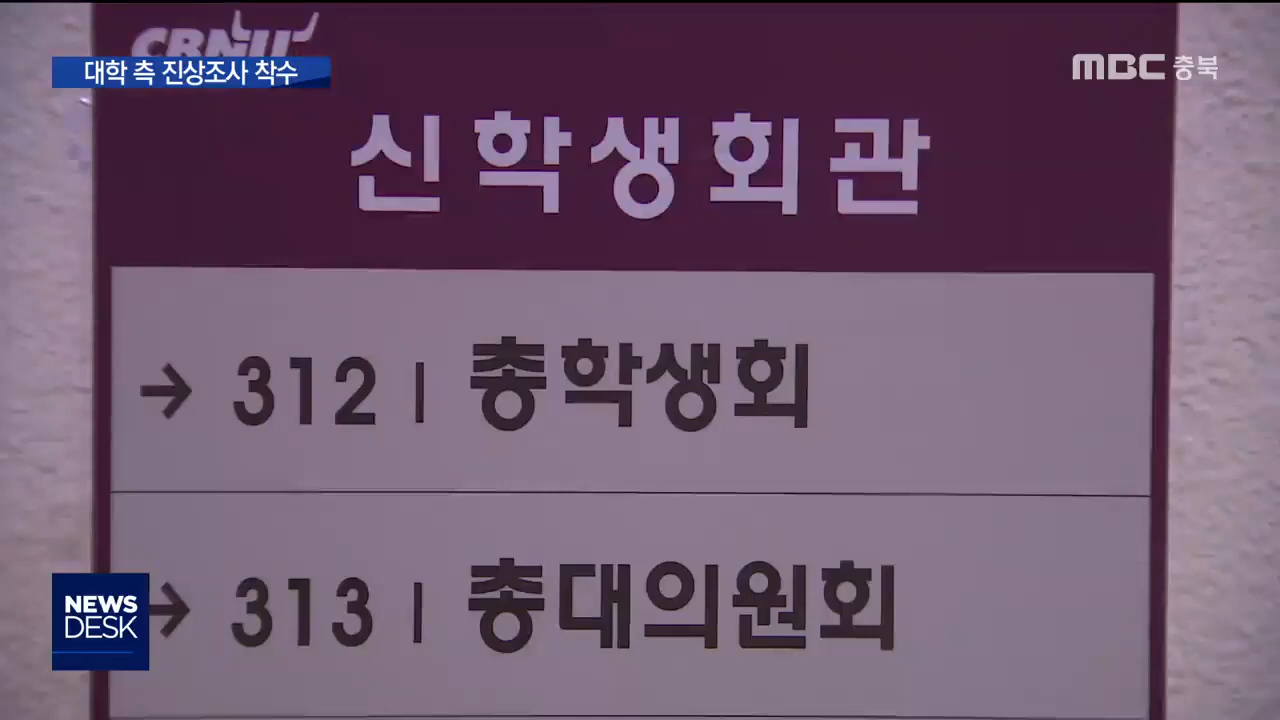 CBNU
대학 측 진상조사 착수
MBC 충북
신학생회관
→ 312 | 총학생회
→ 313 | 총대의원회
NEWS
DESK